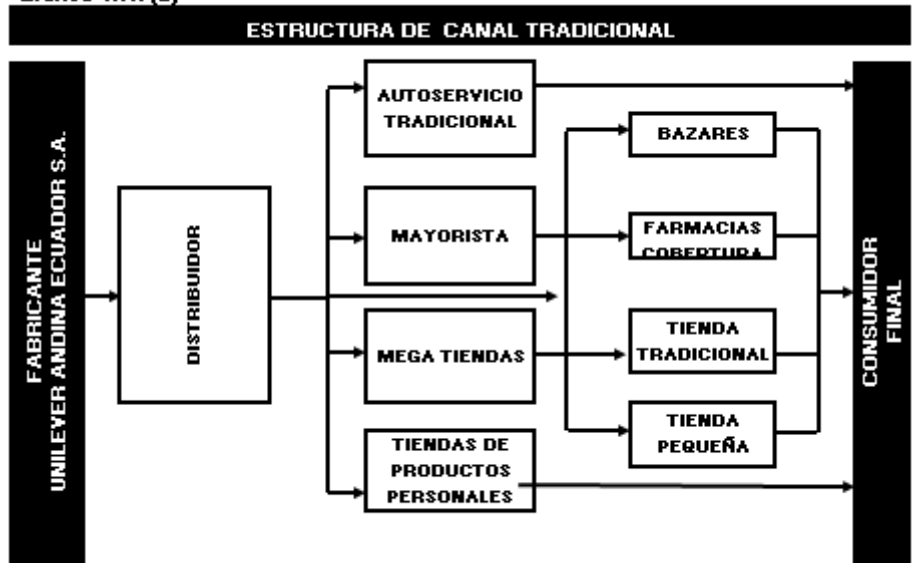 ESTRUCTURA DE CANAL TRADICIONAL
FABRICANTE
UNILEVER ANDINA ECUADOR S.A.
DISTRIBUIDOR
AUTOSERVICIO
TRADICIONAL
MAYORISTA
MEGA TIENDAS
TIENDAS DE
PRODUCTOS
PERSONALES
BAZARES
FARMACIAS
COBERTURA
TIENDA
TRADICIONAL
TIENDA
PEQUEÑA
CONSUMIDOR
FINAL